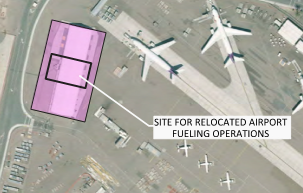 SITE FOR RELOCATED AIRPORT
FUELING OPERATIONS